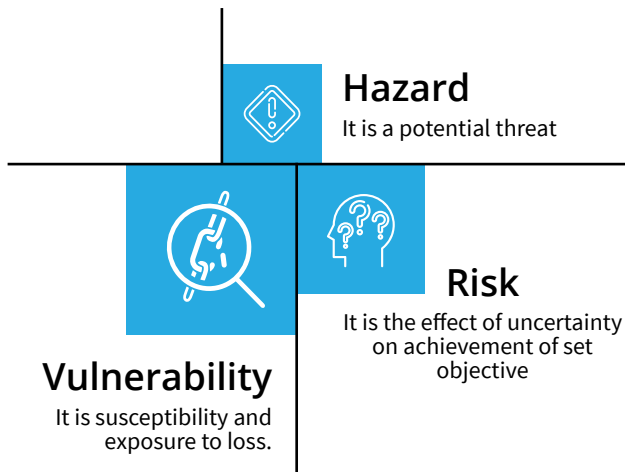 Hazard
It is a potential threat
Risk
It is the effect of uncertainty
on achievement of set
objective
Vulnerability
It is susceptibility and
exposure to loss.